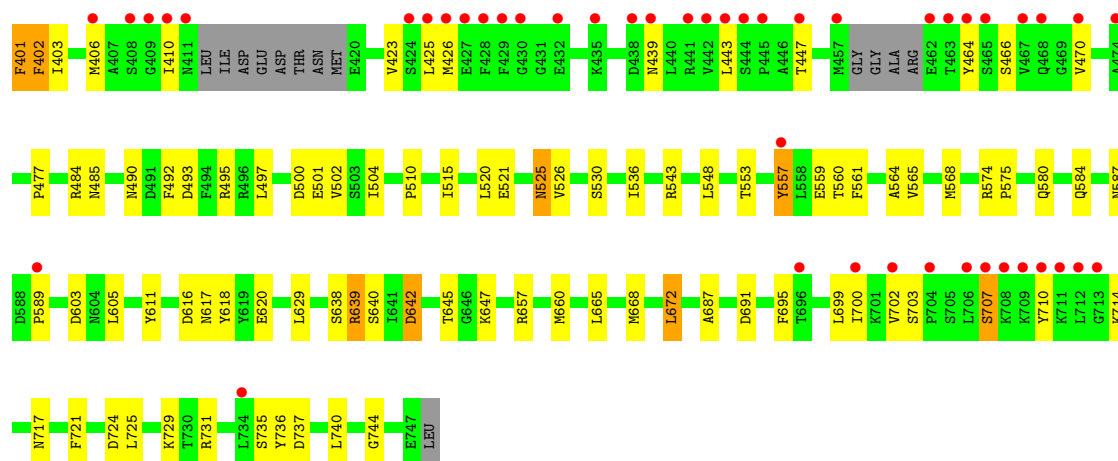 F401 F402 I403 M406 A407 S408 G409 I410 N411 LEU ILE ASP GLU ASP THR ASN MET E420 V423 S424 L425 M426 E427 F428 F429 G430 G431 E432 K435 D438 N439 L440 R441 V442 L443 S444 P445 A446 T447 M457 GLY GLY ALA ARG E462 T463 Y464 S465 S466 V467 Q468 G469 V470 A474
P477 R484 N485 N490 D491 F492 D493 F494 R495 R496 L497 D500 E501 V502 S503 I504 P510 I515 L520 E521 N525 V526 S530 I536 R543 L548 T553 Y557 L558 E559 T560 F561 A564 V565 M568 R574 P575 Q580 Q584 N587
D588 P589 D603 N604 L605 Y611 D616 N617 Y618 Y619 E620 L629 S638 R639 S640 I641 D642 T645 G646 K647 R657 M660 L665 M668 L672 A687 D691 F695 T696 L699 I700 K701 V702 S703 P704 S705 L706 S707 K708 K709 Y710 K711 L712 G713 K714
N717 F721 D724 L725 K729 T730 R731 L734 S735 Y736 D737 L740 G744 E747 LEU